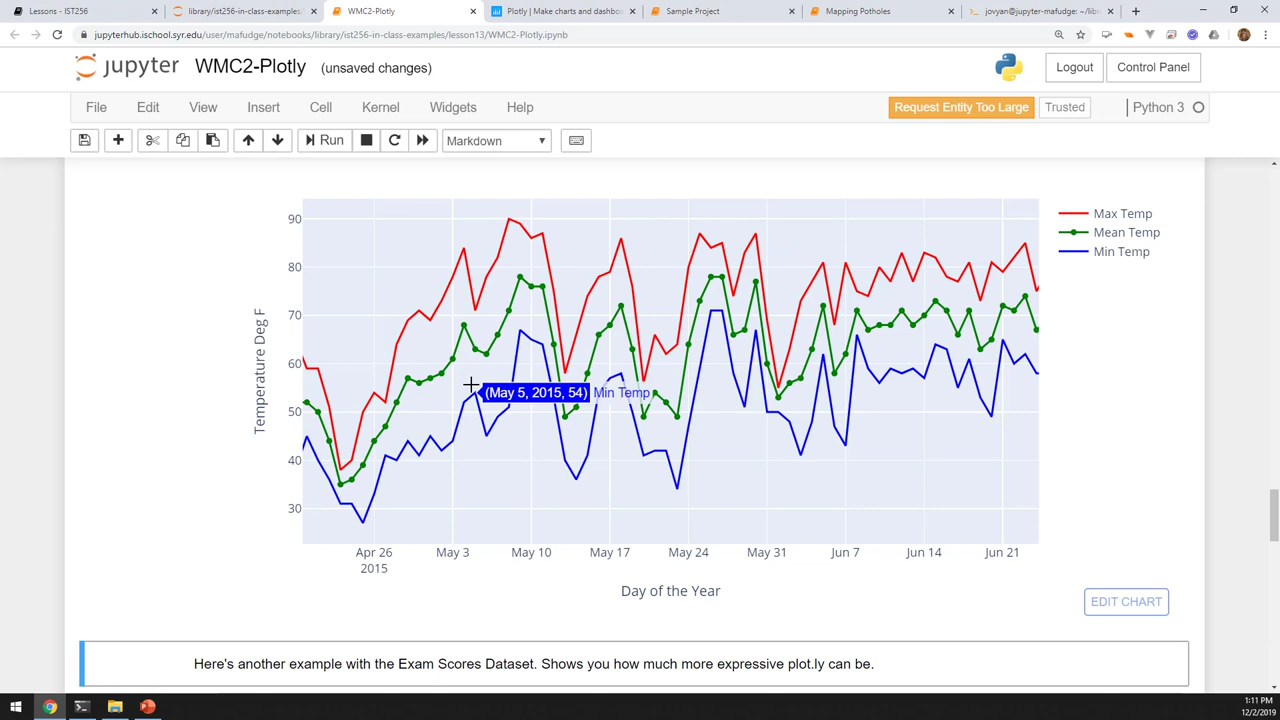 Lessons - IST256
library/ist256-in-class-examples/
WMC2-Plotly
Plotly | Make charts and dashboa
Sample Project
Mapping Potholes
jovyan@jupyter-mafudge: ~/libr
jupyterhub.ischool.syr.edu/user/mafudge/notebooks/library/ist256-in-class-examples/lesson13/WMC2-Plotly.ipynb
jupyter WMC2-Plotly (unsaved changes)
Logout
Control Panel
File Edit View Insert Cell Kernel Widgets Help
Request Entity Too Large
Trusted
Python 3
Run
Markdown
90
80
70
60
50
40
30
Temperature Deg F
Max Temp
Mean Temp
Min Temp
(May 5, 2015, 54) Min Temp
Apr 26 May 3 May 10 May 17 May 24 May 31 Jun 7 Jun 14 Jun 21
2015
Day of the Year
EDIT CHART
Here's another example with the Exam Scores Dataset. Shows you how much more expressive plot.ly can be.
1:11 PM
12/2/2019